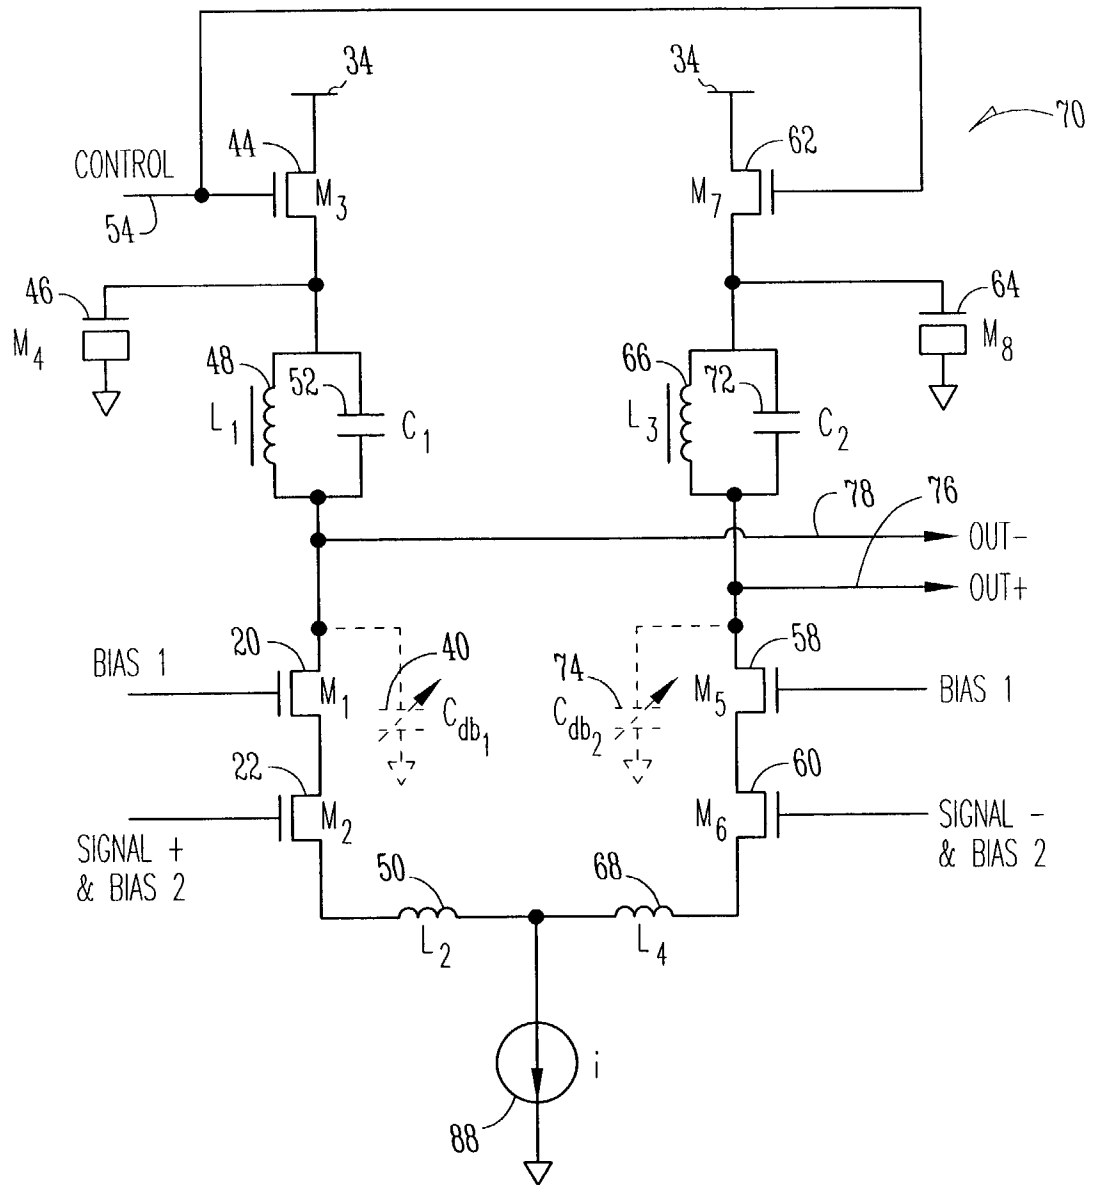 34
34
70
44
62
CONTROL
M3
M7
54
46
64
M4
M8
48
52
66
72
L1
C1
L3
C2
78
76
OUT-
OUT+
20
40
74
58
BIAS 1
M1
Cdb1
Cdb2
M5
BIAS 1
22
60
M2
M6
SIGNAL +
& BIAS 2
SIGNAL -
& BIAS 2
50
68
L2
L4
i
88